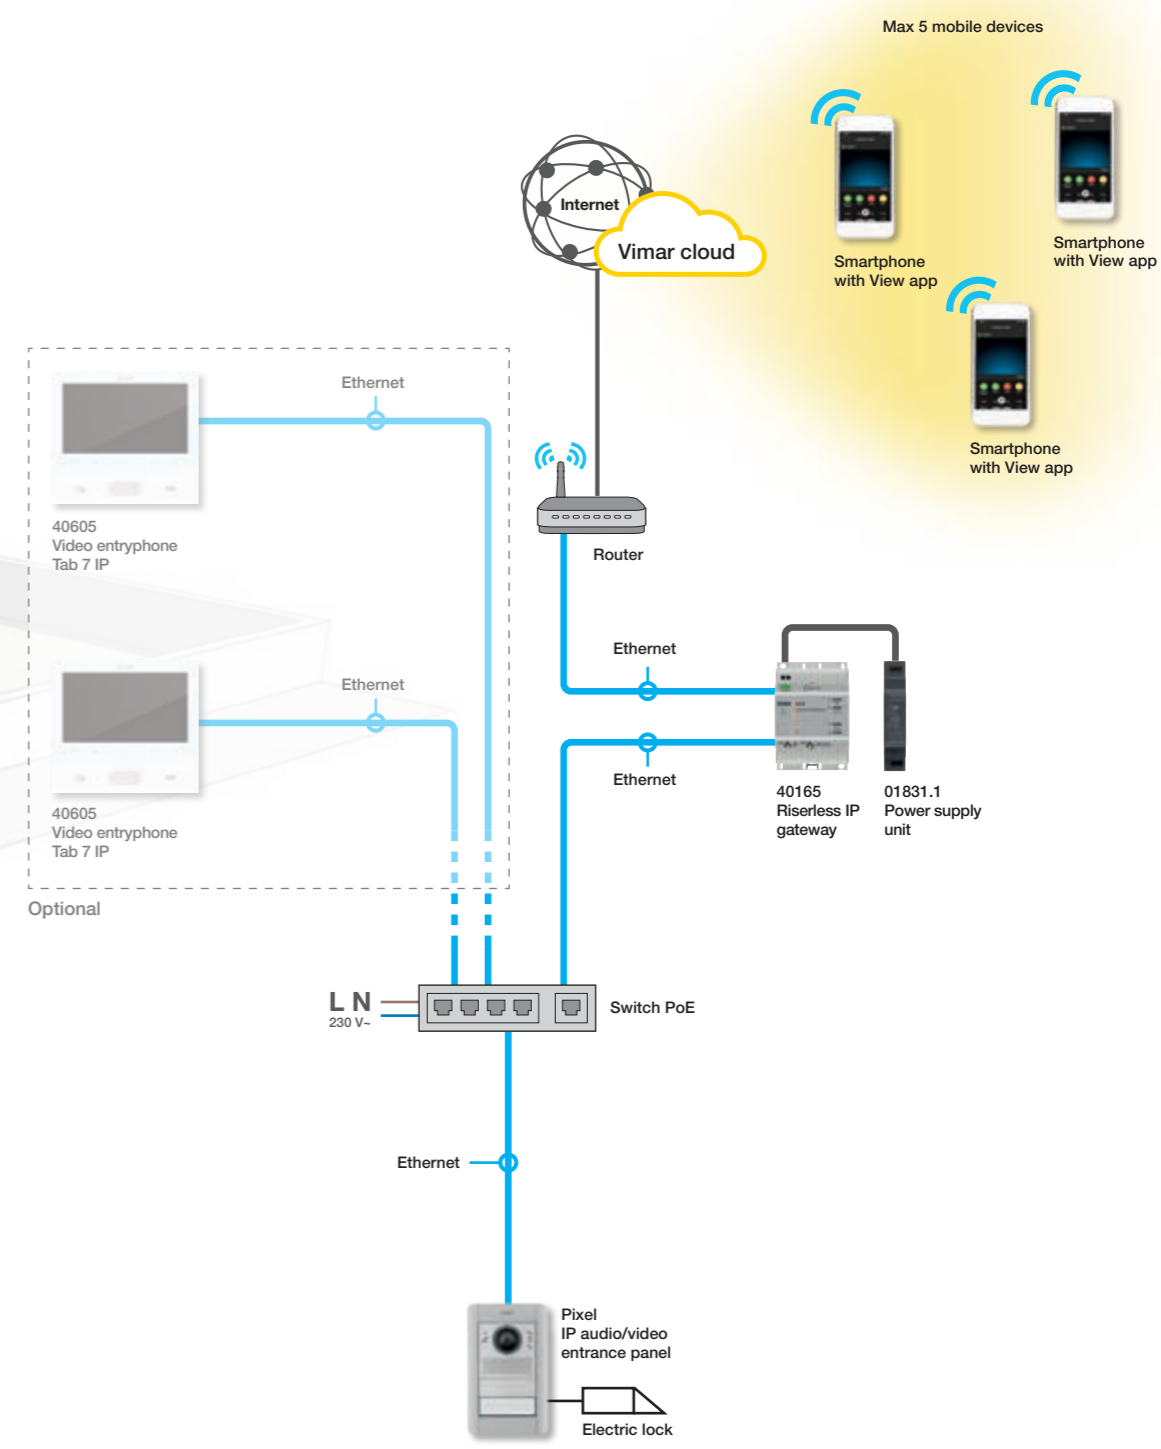 Max 5 mobile devices
Internet
Vimar cloud
Smartphone
with View app
Smartphone
with View app
Smartphone
with View app
Ethernet
40605
Video entryphone
Tab 7 IP
Router
Ethernet
Ethernet
40605
Video entryphone
Tab 7 IP
Ethernet
40165
Riserless IP
gateway
01831.1
Power supply
unit
Optional
L N
230 V~
Switch PoE
Ethernet
Pixel
IP audio/video
entrance panel
Electric lock